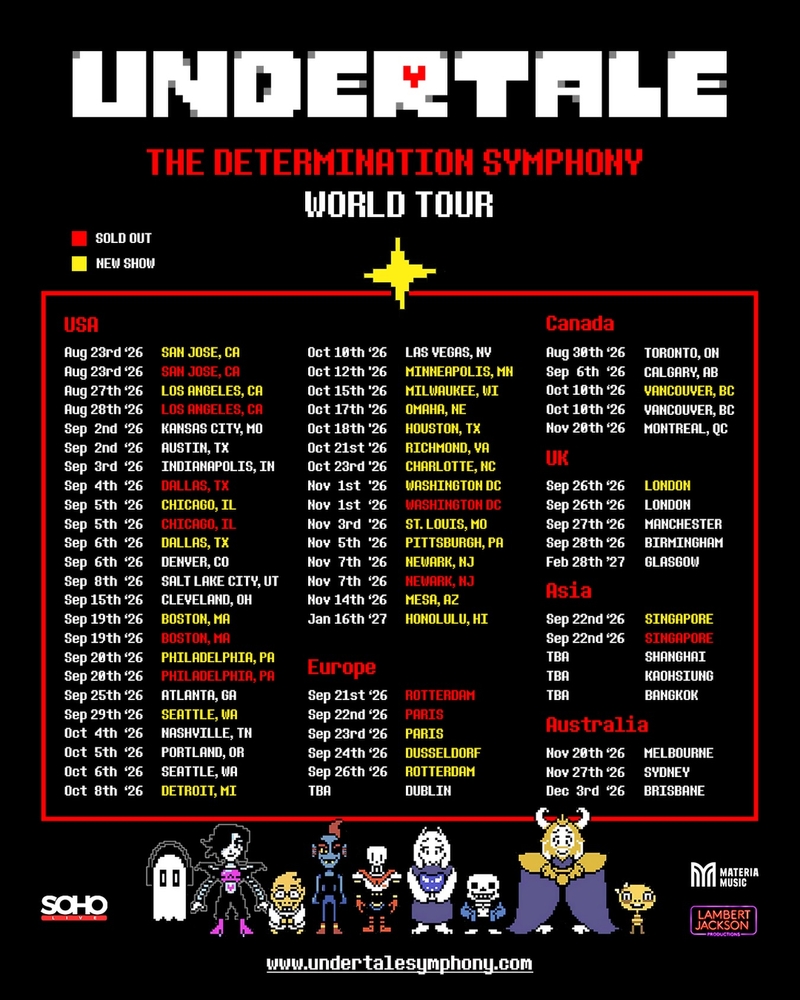 UNDERTALE
THE DETERMINATION SYMPHONY
WORLD TOUR
SOLD OUT
NEW SHOW
USA
Aug 23rd ‘26 SAN JOSE, CA
Aug 23rd ‘26 SAN JOSE, CA
Aug 27th ‘26 LOS ANGELES, CA
Aug 28th ‘26 LOS ANGELES, CA
Sep 2nd ‘26 KANSAS CITY, MO
Sep 2nd ‘26 AUSTIN, TX
Sep 3rd ‘26 INDIANAPOLIS, IN
Sep 4th ‘26 DALLAS, TX
Sep 5th ‘26 CHICAGO, IL
Sep 5th ‘26 CHICAGO, IL
Sep 6th ‘26 DALLAS, TX
Sep 6th ‘26 DENVER, CO
Sep 8th ‘26 SALT LAKE CITY, UT
Sep 15th ‘26 CLEVELAND, OH
Sep 19th ‘26 BOSTON, MA
Sep 19th ‘26 BOSTON, MA
Sep 20th ‘26 PHILADELPHIA, PA
Sep 20th ‘26 PHILADELPHIA, PA
Sep 25th ‘26 ATLANTA, GA
Sep 29th ‘26 SEATTLE, WA
Oct 4th ‘26 NASHVILLE, TN
Oct 5th ‘26 PORTLAND, OR
Oct 6th ‘26 SEATTLE, WA
Oct 8th ‘26 DETROIT, MI
Oct 10th ‘26 LAS VEGAS, NV
Oct 12th ‘26 MINNEAPOLIS, MN
Oct 15th ‘26 MILWAUKEE, WI
Oct 17th ‘26 OMAHA, NE
Oct 18th ‘26 HOUSTON, TX
Oct 21st ‘26 RICHMOND, VA
Oct 23rd ‘26 CHARLOTTE, NC
Nov 1st ‘26 WASHINGTON DC
Nov 1st ‘26 WASHINGTON DC
Nov 3rd ‘26 ST. LOUIS, MO
Nov 5th ‘26 PITTSBURGH, PA
Nov 7th ‘26 NEWARK, NJ
Nov 7th ‘26 NEWARK, NJ
Nov 14th ‘26 MESA, AZ
Jan 16th ‘27 HONOLULU, HI
Europe
Sep 21st ‘26 ROTTERDAM
Sep 22nd ‘26 PARIS
Sep 23rd ‘26 PARIS
Sep 24th ‘26 DUSSELDORF
Sep 26th ‘26 ROTTERDAM
TBA DUBLIN
Canada
Aug 30th ‘26 TORONTO, ON
Sep 6th ‘26 CALGARY, AB
Oct 10th ‘26 VANCOUVER, BC
Oct 10th ‘26 VANCOUVER, BC
Nov 20th ‘26 MONTREAL, QC
UK
Sep 26th ‘26 LONDON
Sep 26th ‘26 LONDON
Sep 27th ‘26 MANCHESTER
Sep 28th ‘26 BIRMINGHAM
Feb 28th ’27 GLASGOW
Asia
Sep 22nd ‘26 SINGAPORE
Sep 22nd ‘26 SINGAPORE
TBA SHANGHAI
TBA KAOHSIUNG
TBA BANGKOK
Australia
Nov 20th ‘26 MELBOURNE
Nov 27th ‘26 SYDNEY
Dec 3rd ‘26 BRISBANE
SOHO
LIVE
MATERIA
MUSIC
LAMBERT
JACKSON
PRODUCTIONS
www.undertalesymphony.com